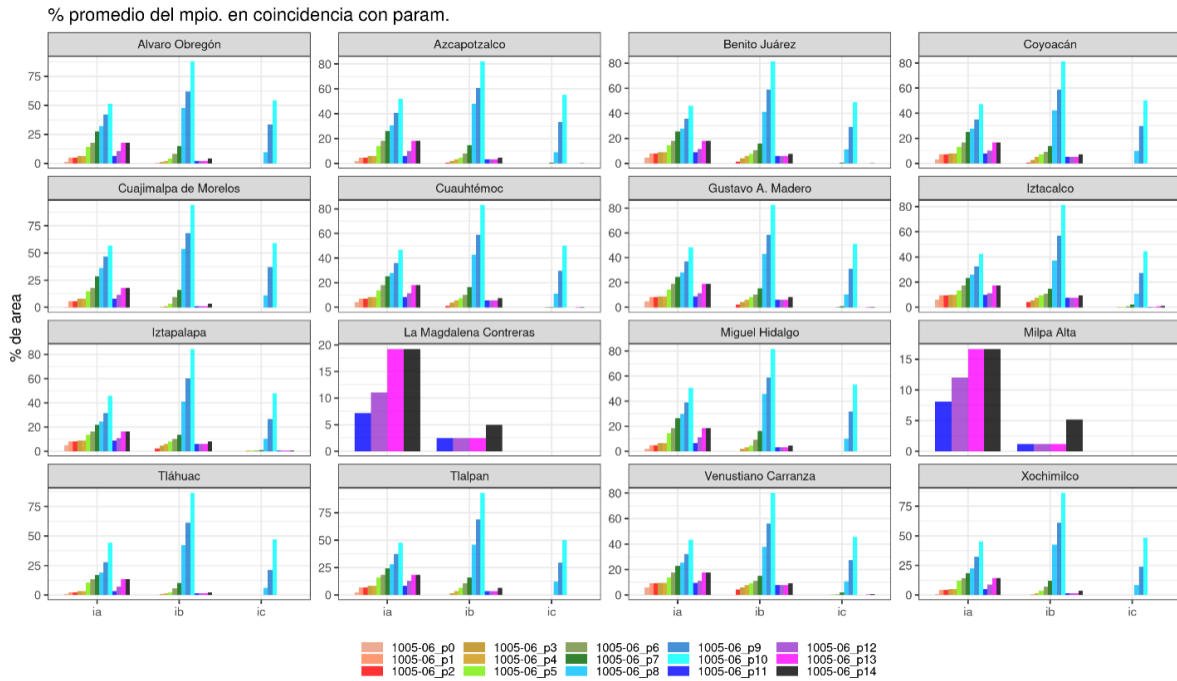 % promedio del mpio. en coincidencia con param.
Alvaro Obregón Azcapotzalco Benito Juárez Coyoacán
75 80 80 80
50 60 60 60
25 40 40 40
0 20 20 20
0 0 0
Cuajimalpa de Morelos Cuauhtémoc Gustavo A. Madero Iztacalco
75 80 80 80
50 60 60 60
25 40 40 40
0 20 20 20
0 0 0
% de area
Iztapalapa La Magdalena Contreras Miguel Hidalgo Milpa Alta
80 20 80 15
60 15 60 10
40 10 40 5
20 5 20 0
0 0 0
Tláhuac Tlalpan Venustiano Carranza Xochimilco
75 80 80 75
50 60 60 50
25 40 40 25
0 20 20 0
0 0
ia ib ic ia ib ic ia ib ic ia ib ic
1005-06_p0 1005-06_p3 1005-06_p6 1005-06_p9 1005-06_p12
1005-06_p1 1005-06_p4 1005-06_p7 1005-06_p10 1005-06_p13
1005-06_p2 1005-06_p5 1005-06_p8 1005-06_p11 1005-06_p14